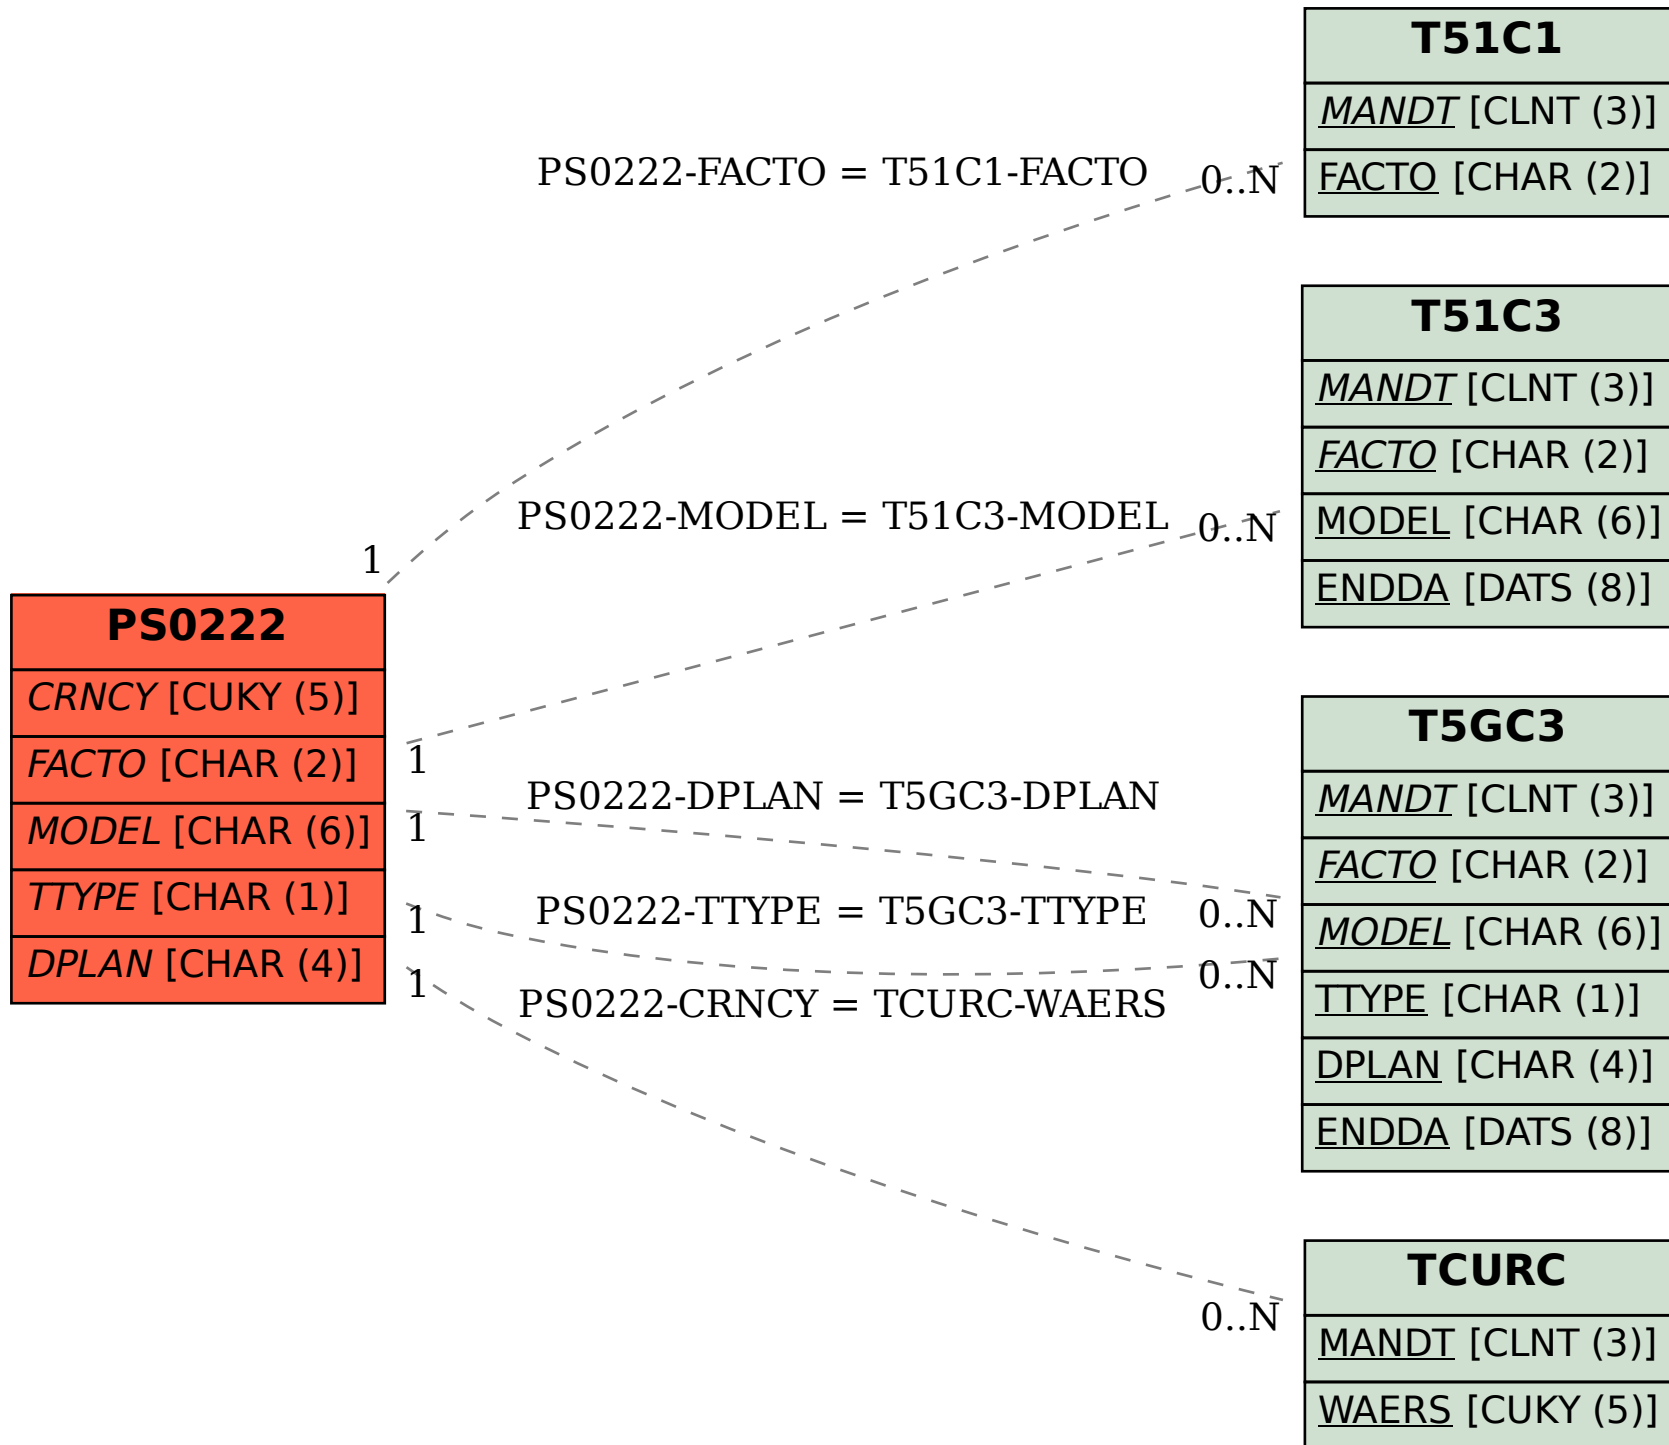 T51C1
MANDT [CLNT (3)]
FACTO [CHAR (2)]
PS0222-FACTO = T51C1-FACTO
0..N
1
T51C3
MANDT [CLNT (3)]
FACTO [CHAR (2)]
MODEL [CHAR (6)]
ENDDA [DATS (8)]
PS0222-MODEL = T51C3-MODEL
0..N
1
PS0222
CRNCY [CUKY (5)]
FACTO [CHAR (2)]
MODEL [CHAR (6)]
TTYPE [CHAR (1)]
DPLAN [CHAR (4)]
PS0222-DPLAN = T5GC3-DPLAN
1
0..N
PS0222-TTYPE = T5GC3-TTYPE
1
0..N
PS0222-CRNCY = TCURC-WAERS
1
0..N
T5GC3
MANDT [CLNT (3)]
FACTO [CHAR (2)]
MODEL [CHAR (6)]
TTYPE [CHAR (1)]
DPLAN [CHAR (4)]
ENDDA [DATS (8)]
TCURC
MANDT [CLNT (3)]
WAERS [CUKY (5)]